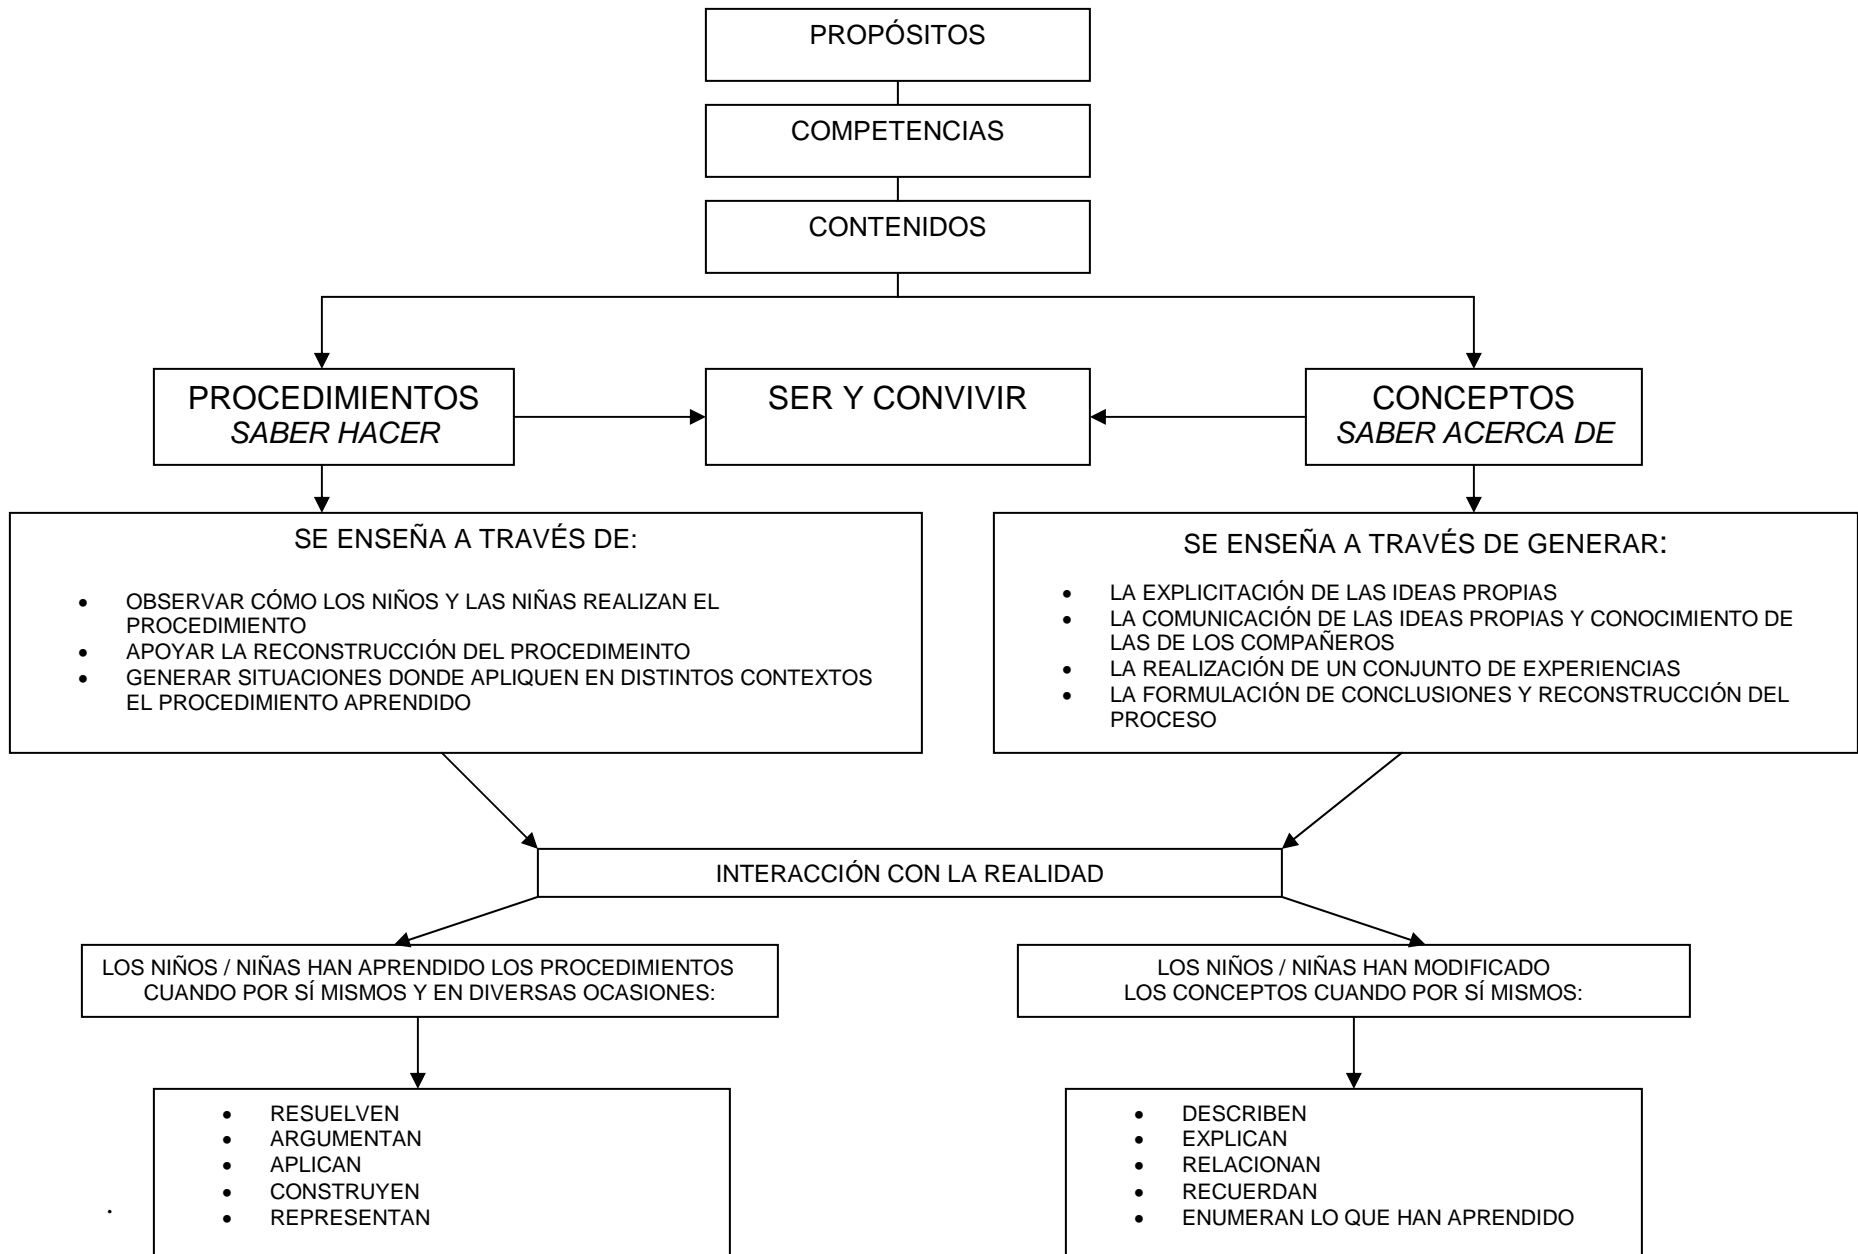 PROPÓSITOS
COMPETENCIAS
CONTENIDOS
PROCEDIMIENTOS
SABER HACER
SER Y CONVIVIR
CONCEPTOS
SABER ACERCA DE
SE ENSEÑA A TRAVÉS DE:
• OBSERVAR CÓMO LOS NIÑOS Y LAS NIÑAS REALIZAN EL
PROCEDIMIENTO
• APOYAR LA RECONSTRUCCIÓN DEL PROCEDIMEINTO
• GENERAR SITUACIONES DONDE APLIQUEN EN DISTINTOS CONTEXTOS
EL PROCEDIMIENTO APRENDIDO
SE ENSEÑA A TRAVÉS DE GENERAR:
• LA EXPLICITACIÓN DE LAS IDEAS PROPIAS
• LA COMUNICACIÓN DE LAS IDEAS PROPIAS Y CONOCIMIENTO DE
LAS DE LOS COMPAÑEROS
• LA REALIZACIÓN DE UN CONJUNTO DE EXPERIENCIAS
• LA FORMULACIÓN DE CONCLUSIONES Y RECONSTRUCCIÓN DEL
PROCESO
INTERACCIÓN CON LA REALIDAD
LOS NIÑOS / NIÑAS HAN APRENDIDO LOS PROCEDIMIENTOS
CUANDO POR SÍ MISMOS Y EN DIVERSAS OCASIONES:
LOS NIÑOS / NIÑAS HAN MODIFICADO
LOS CONCEPTOS CUANDO POR SÍ MISMOS:
• RESUELVEN
• ARGUMENTAN
• APLICAN
• CONSTRUYEN
• REPRESENTAN
.
• DESCRIBEN
• EXPLICAN
• RELACIONAN
• RECUERDAN
• ENUMERAN LO QUE HAN APRENDIDO